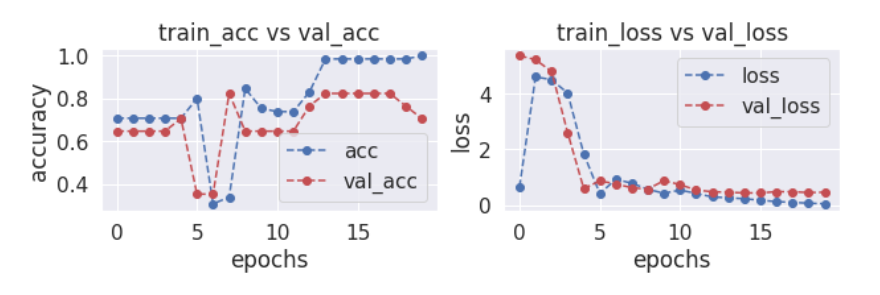 train_acc vs val_acc
1.0
0.8
0.6
0.4
accuracy
acc
val_acc
0 5 10 15
epochs
train_loss vs val_loss
4
2
0
loss
loss
val_loss
0 5 10 15
epochs